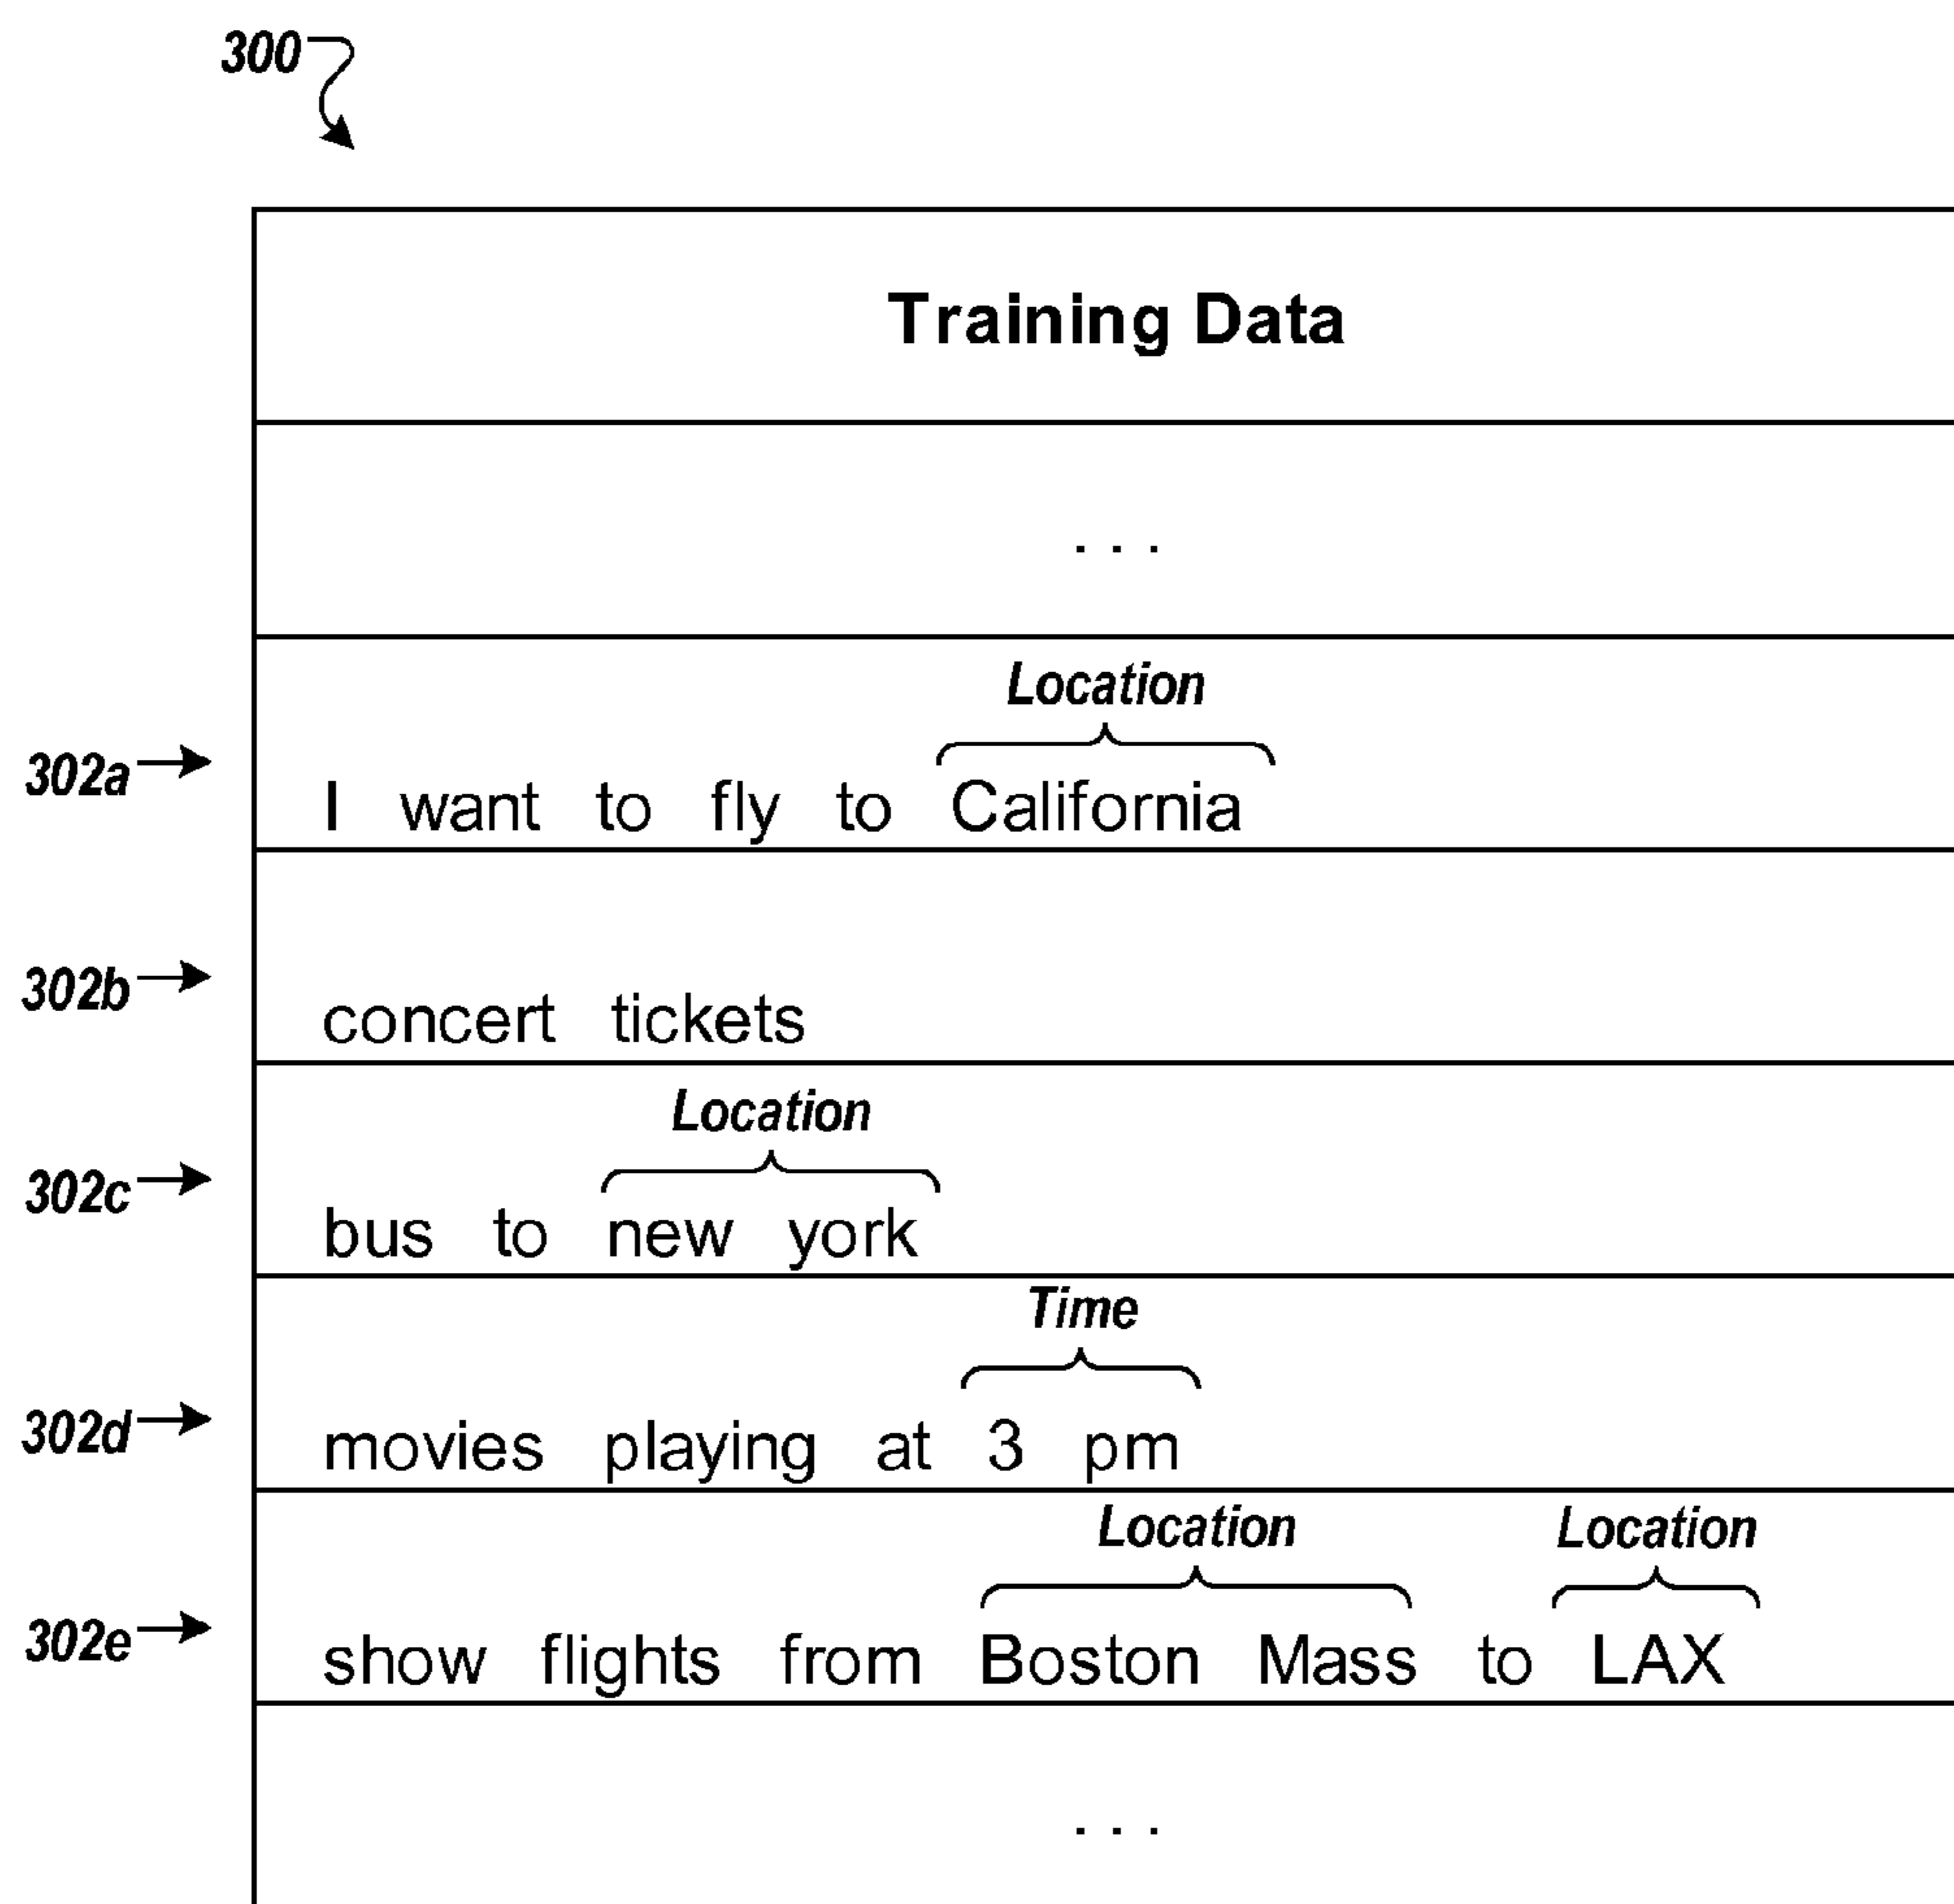 300
Training Data
. . .
Location
302a
I want to fly to California
302b
concert tickets
Location
302c
bus to new york
Time
302d
movies playing at 3 pm
Location Location
302e
show flights from Boston Mass to LAX
. . .